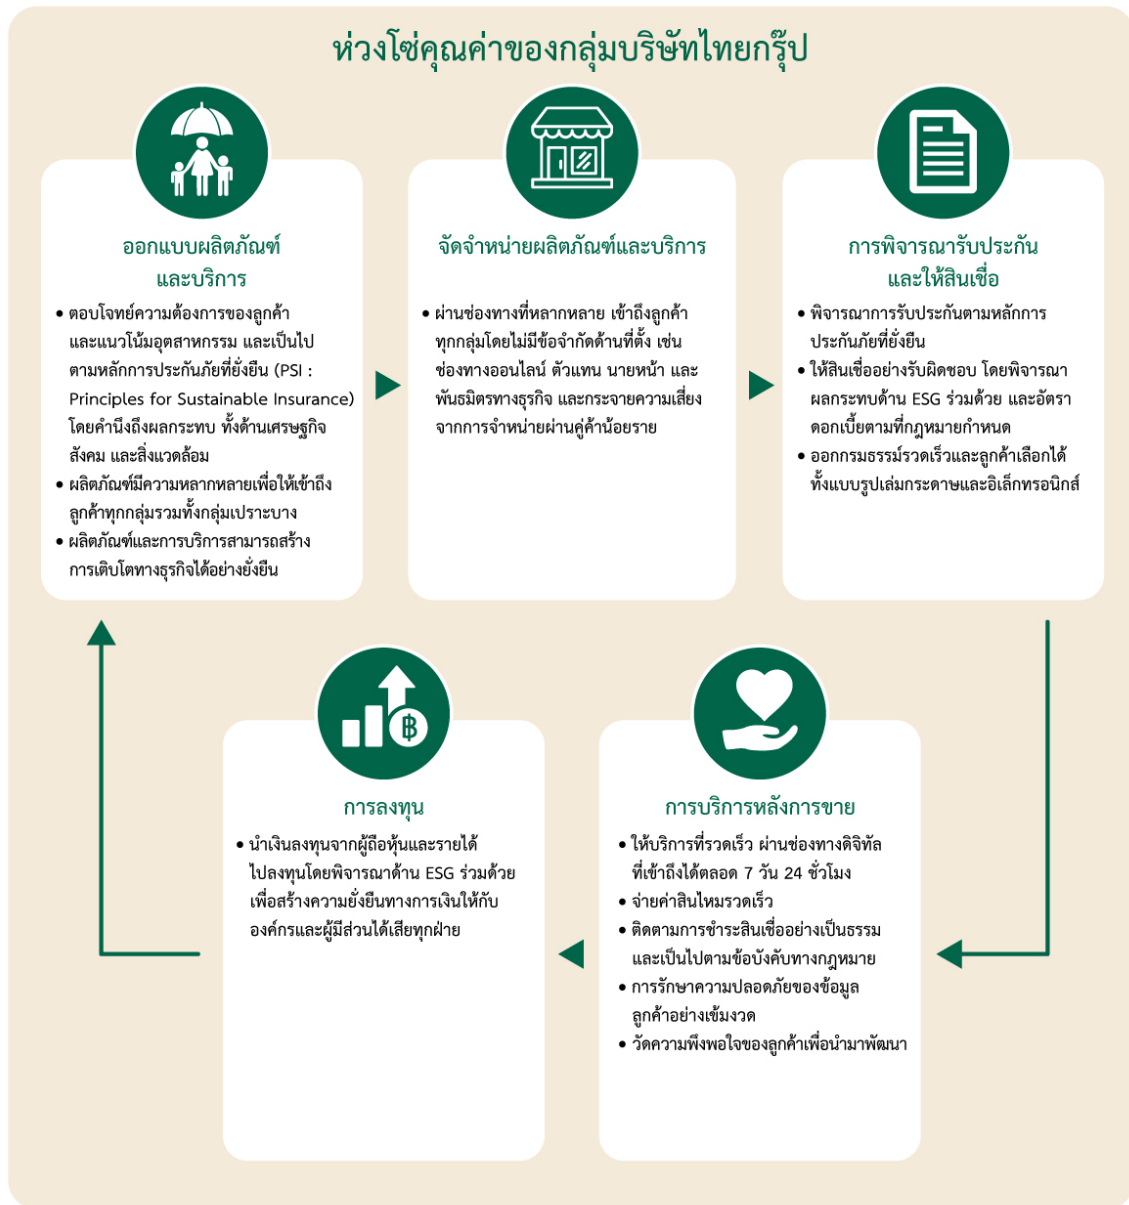 ห่วงโซ่คุณค่าของกลุ่มบริษัทไทยกรุ๊ป
ออกแบบผลิตภัณฑ์
และบริการ
• ตอบโจทย์ความต้องการของลูกค้า
และแนวโน้มอุตสาหกรรม และเป็นไป
ตามหลักการประกันภัยที่ยั่งยืน (PSI :
Principles for Sustainable Insurance)
โดยคำนึงถึงผลกระทบ ทั้งด้านเศรษฐกิจ
สังคม และสิ่งแวดล้อม
• ผลิตภัณฑ์มีความหลากหลายเพื่อให้เข้าถึง
ลูกค้าทุกกลุ่มรวมทั้งกลุ่มเปราะบาง
• ผลิตภัณฑ์และการบริการสามารถสร้าง
การเติบโตทางธุรกิจได้อย่างยั่งยืน
จัดจำหน่ายผลิตภัณฑ์และบริการ
• ผ่านช่องทางที่หลากหลาย เข้าถึงลูกค้า
ทุกกลุ่มโดยไม่มีข้อจำกัดด้านที่ตั้ง เช่น
ช่องทางออนไลน์ ตัวแทน นายหน้า และ
พันธมิตรทางธุรกิจ และกระจายความเสี่ยง
จากการจำหน่ายผ่านคู่ค้าน้อยราย
การพิจารณารับประกัน
และให้สินเชื่อ
• พิจารณาการรับประกันตามหลักการ
ประกันภัยที่ยั่งยืน
• ให้สินเชื่ออย่างรับผิดชอบ โดยพิจารณา
ผลกระทบด้าน ESG ร่วมด้วย และอัตรา
ดอกเบี้ยตามที่กฎหมายกำหนด
• ออกกรมธรรม์รวดเร็วและลูกค้าเลือกได้
ทั้งแบบรูปเล่มกระดาษและอิเล็กทรอนิกส์
การลงทุน
• นำเงินลงทุนจากผู้ถือหุ้นและรายได้
ไปลงทุนโดยพิจารณาด้าน ESG ร่วมด้วย
เพื่อสร้างความยั่งยืนทางการเงินให้กับ
องค์กรและผู้มีส่วนได้เสียทุกฝ่าย
การบริการหลังการขาย
• ให้บริการที่รวดเร็ว ผ่านช่องทางดิจิทัล
ที่เข้าถึงได้ตลอด 7 วัน 24 ชั่วโมง
• จ่ายค่าสินไหมรวดเร็ว
• ติดตามการชำระสินเชื่ออย่างเป็นธรรม
และเป็นไปตามข้อบังคับทางกฎหมาย
• การรักษาความปลอดภัยของข้อมูล
ลูกค้าอย่างเข้มงวด
• วัดความพึงพอใจของลูกค้าเพื่อนำมาพัฒนา